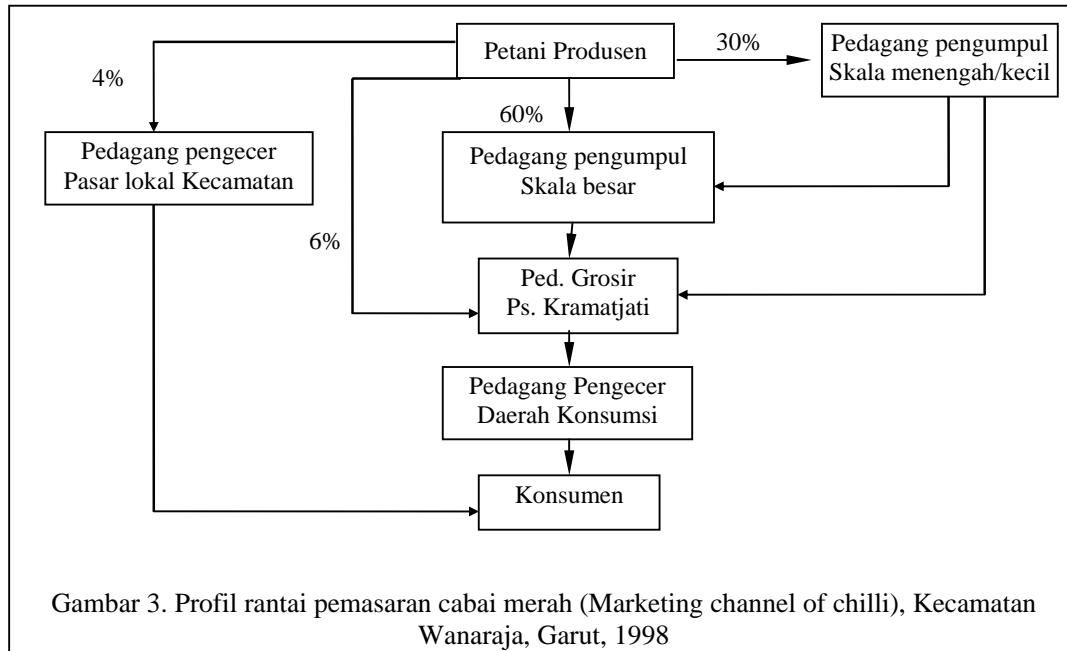 Petani Produsen
30%
Pedagang pengumpul
Skala menengah/kecil
4%
60%
Pedagang pengecer
Pasar lokal Kecamatan
Pedagang pengumpul
Skala besar
6%
Ped. Grosir
Ps. Kramatjati
Pedagang Pengecer
Daerah Konsumsi
Konsumen
Gambar 3. Profil rantai pemasaran cabai merah (Marketing channel of chilli), Kecamatan
Wanaraja, Garut, 1998